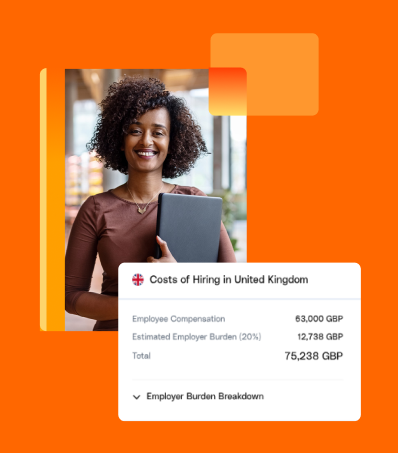 Costs of Hiring in United Kingdom
Employee Compensation 63,000 GBP
Estimated Employer Burden (20%) 12,738 GBP
Total 75,238 GBP
Employer Burden Breakdown